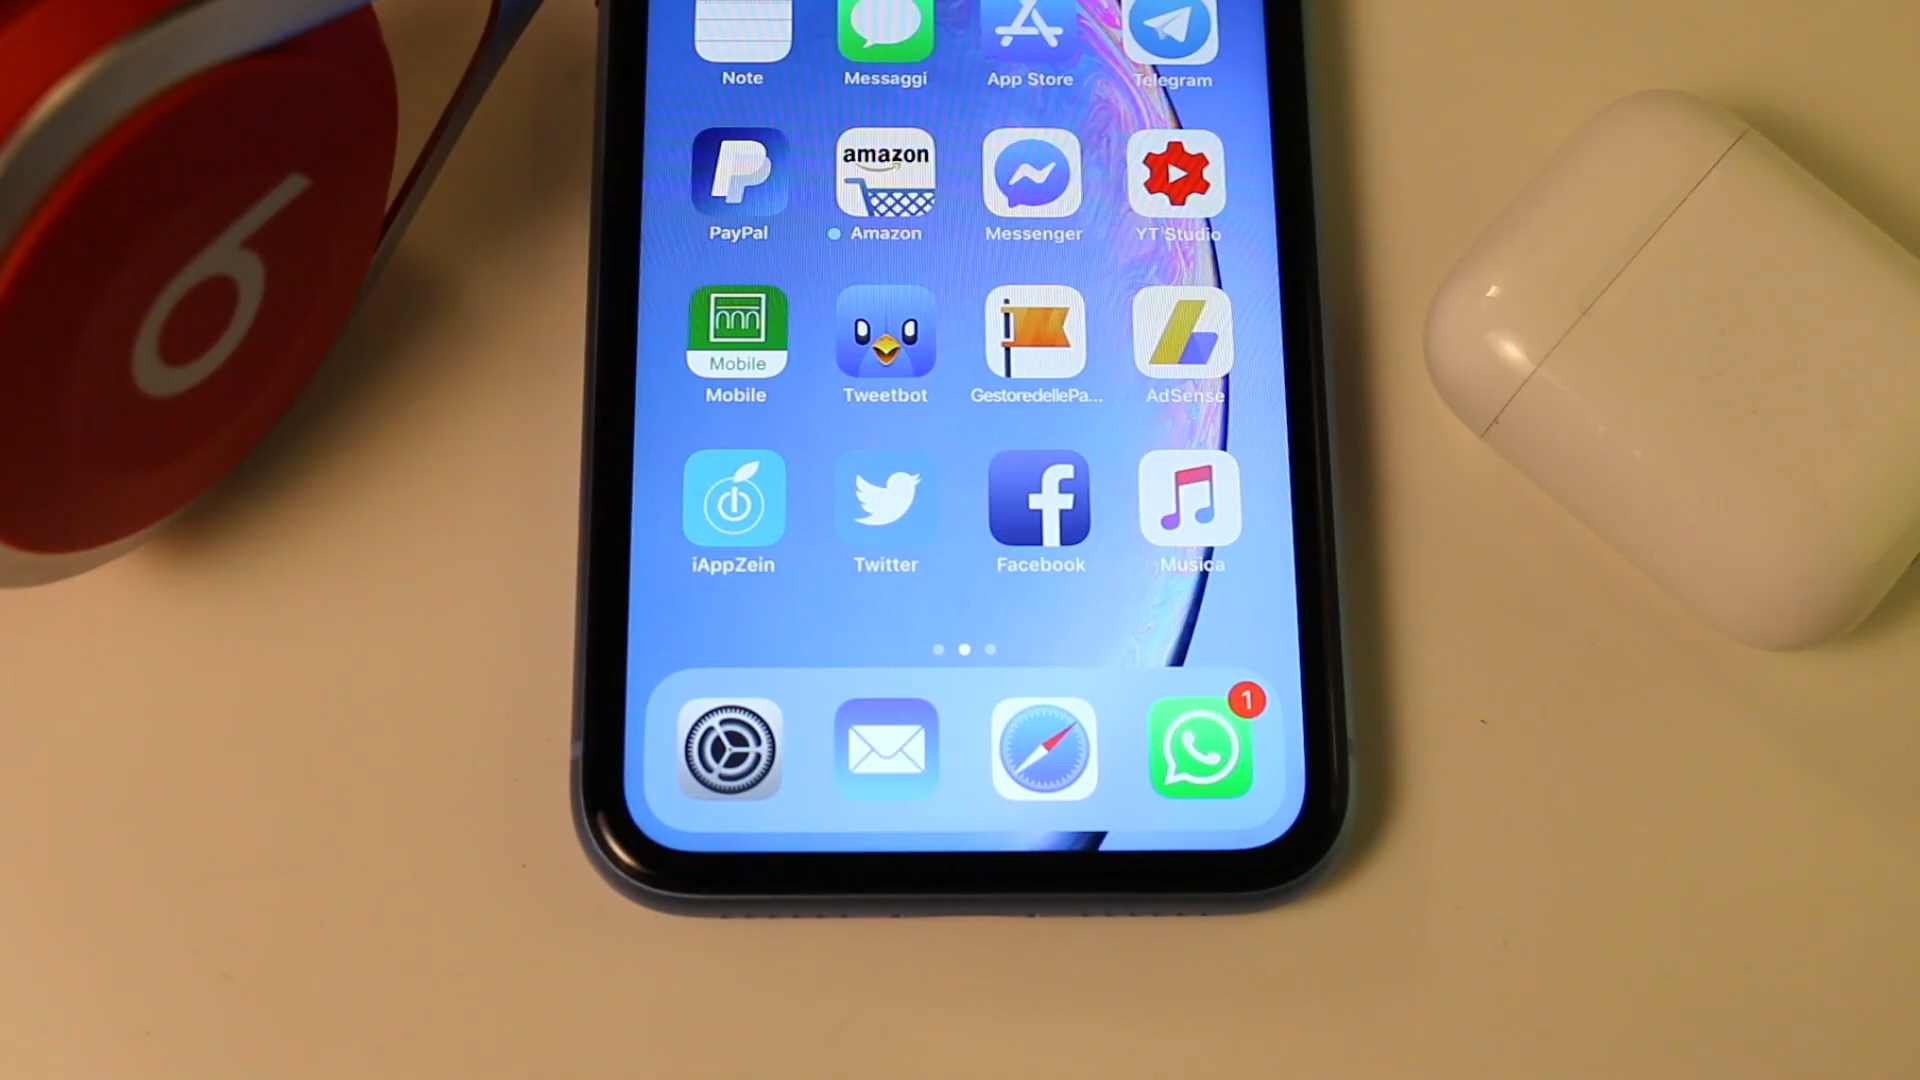 Note Messaggi App Store Telegram
amazon
PayPal Amazon Messenger YT Studio
Mobile
Mobile Tweetbot GestoredellePa... AdSense
iAppZein Twitter Facebook Musica
1